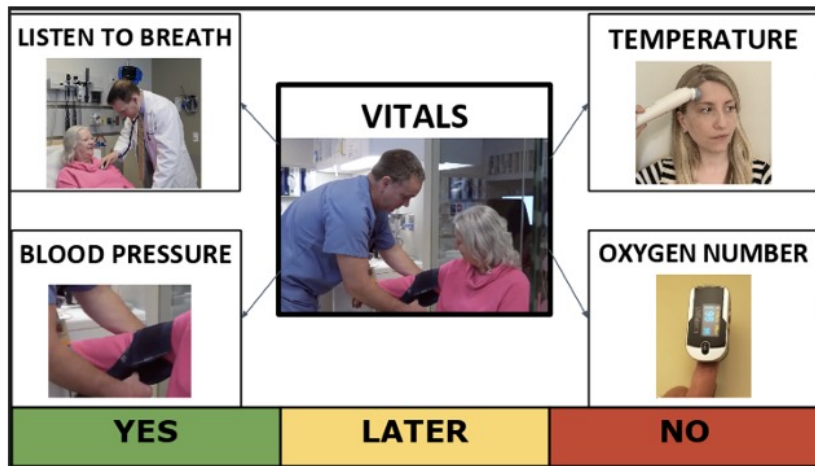 LISTEN TO BREATH
TEMPERATURE
VITALS
BLOOD PRESSURE
OXYGEN NUMBER
YES
LATER
NO